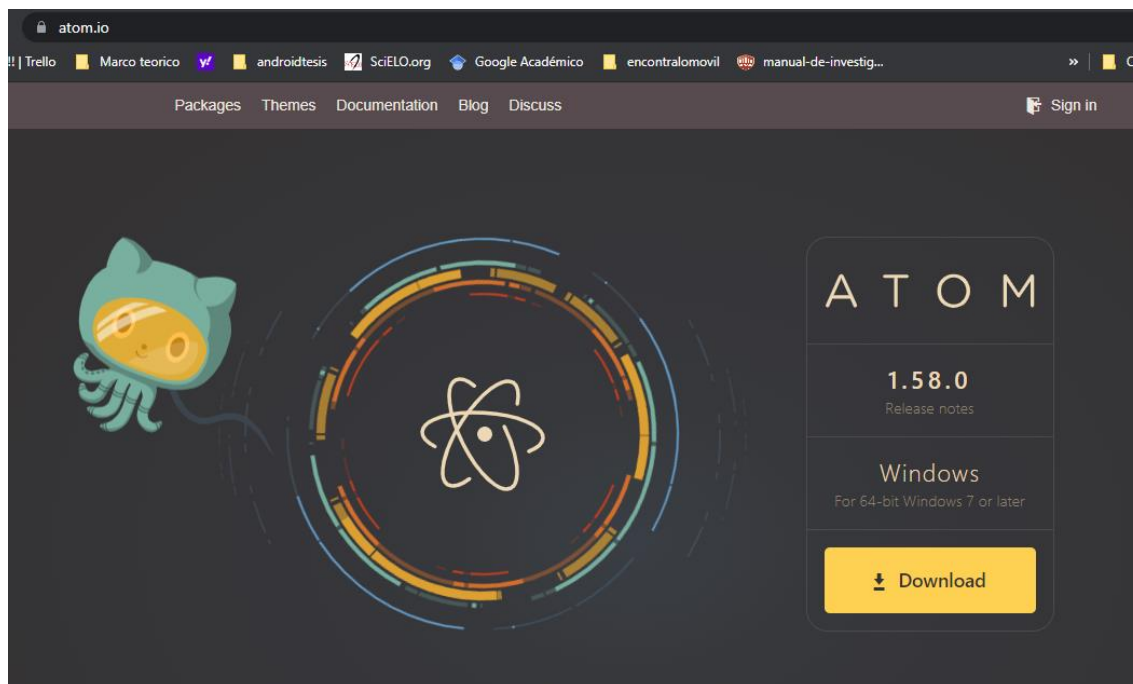 atom.io
!! | Trello Marco teorico y! androidtesis SciELO.org Google Académico encontralomovil manual-de-investig... » C
Packages Themes Documentation Blog Discuss Sign in
ATOM
1.58.0
Release notes
Windows
For 64-bit Windows 7 or later
Download